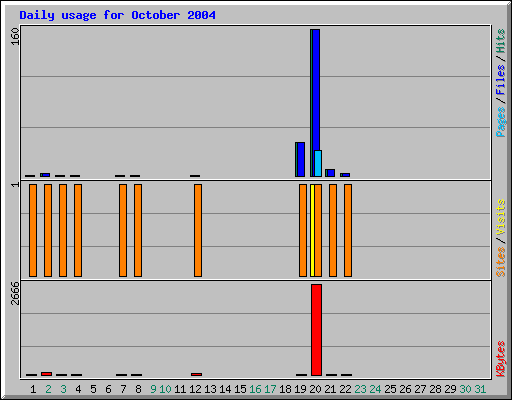 Daily usage for October 2004
160
Pages/Files/Hits
1
Sites/Visits
2666
KBytes
1 2 3 4 5 6 7 8 9 10 11 12 13 14 15 16 17 18 19 20 21 22 23 24 25 26 27 28 29 30 31